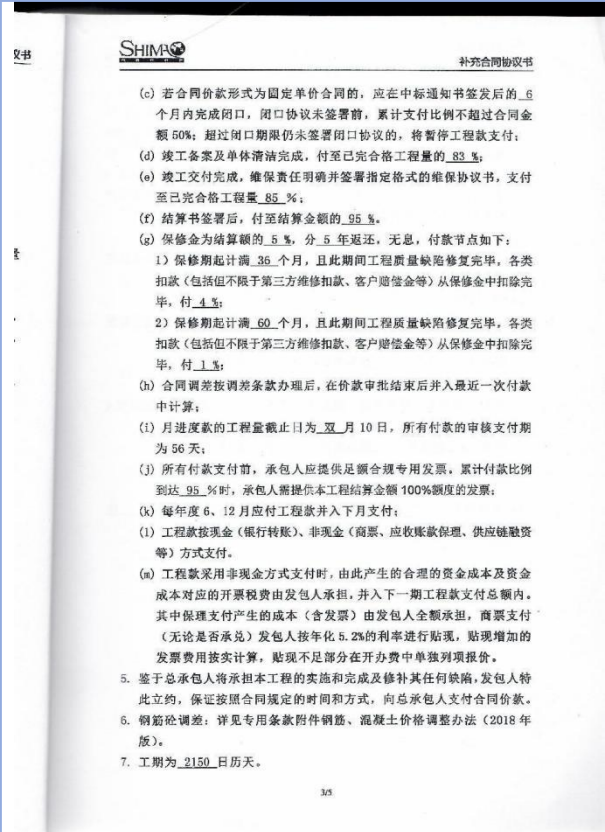 议书
SHIMAO
补充合同协议书
(c) 若合同价款形式为固定单价合同的，应在中标通知书签发后的 6
个月内完成闭口，闭口协议未签署前，累计支付比例不超过合同金
额 50%；超过闭口期限仍未签署闭口协议的，将暂停工程款支付；
(d) 竣工备案及单体清洁完成，付至已完合格工程量的 83 %；
(e) 竣工交付完成，维保责任明确并签署指定格式的维保协议书，支付
至已完合格工程量 85 %；
(f) 结算书签署后，付至结算金额的 95 %。
(g) 保修金为结算额的 5 %，分 5 年返还，无息，付款节点如下：
1）保修期起计满 36 个月，且此期间工程质量缺陷修复完毕，各类
扣款（包括但不限于第三方维修扣款、客户赔偿金等）从保修金中扣除完
毕，付 4 %；
2）保修期起计满 60 个月，且此期间工程质量缺陷修复完毕，各类
扣款（包括但不限于第三方维修扣款、客户赔偿金等）从保修金中扣除完
毕，付 1 %；
(h) 合同调差按调差条款办理后，在价款审批结束后并入最近一次付款
中计算；
(i) 月进度款的工程量截止日为 双 月 10 日，所有付款的审核支付期
为 56 天；
(j) 所有付款支付前，承包人应提供足额合规专用发票。累计付款比例
到达 95 %时，承包人需提供本工程结算金额 100%额度的发票；
(k) 每年度 6、12 月应付工程款并入下月支付；
(l) 工程款按现金（银行转账）、非现金（商票、应收账款保理、供应链融资
等）方式支付。
(m) 工程款采用非现金方式支付时，由此产生的合理的资金成本及资金
成本对应的开票税费由发包人承担，并入下一期工程款支付总额内。
其中保理支付产生的成本（含发票）由发包人全额承担，商票支付
（无论是否承兑）发包人按年化 5.2%的利率进行贴现，贴现增加的
发票费用按实计算，贴现不足部分在开办费中单独列项报价。
5. 鉴于总承包人将承担本工程的实施和完成及修补其任何缺陷，发包人特
此立约，保证按照合同规定的时间和方式，向总承包人支付合同价款。
6. 钢筋砼调差：详见专用条款附件钢筋、混凝土价格调整办法（2018 年
版）。
7. 工期为 2150 日历天。
3/5